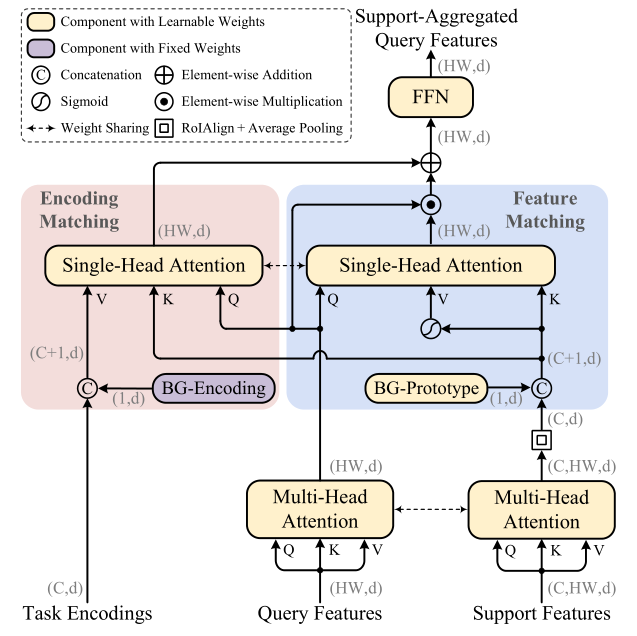 Component with Learnable Weights
Component with Fixed Weights
C Concatenation
Element-wise Addition
Sigmoid
Element-wise Multiplication
Weight Sharing
RoIAlign + Average Pooling
Support-Aggregated
Query Features
(HW,d)
FFN
(HW,d)
Encoding
Matching
Feature
Matching
(HW,d)
(HW,d)
Single-Head Attention
Single-Head Attention
V
K
Q
Q
V
K
(C+1,d)
(C+1,d)
C
BG-Encoding
(1,d)
BG-Prototype
(1,d)
C
(C,d)
(HW,d)
(C,HW,d)
Multi-Head
Attention
Multi-Head
Attention
Q
K
V
Q
K
V
(C,d)
(HW,d)
(C,HW,d)
Task Encodings
Query Features
Support Features